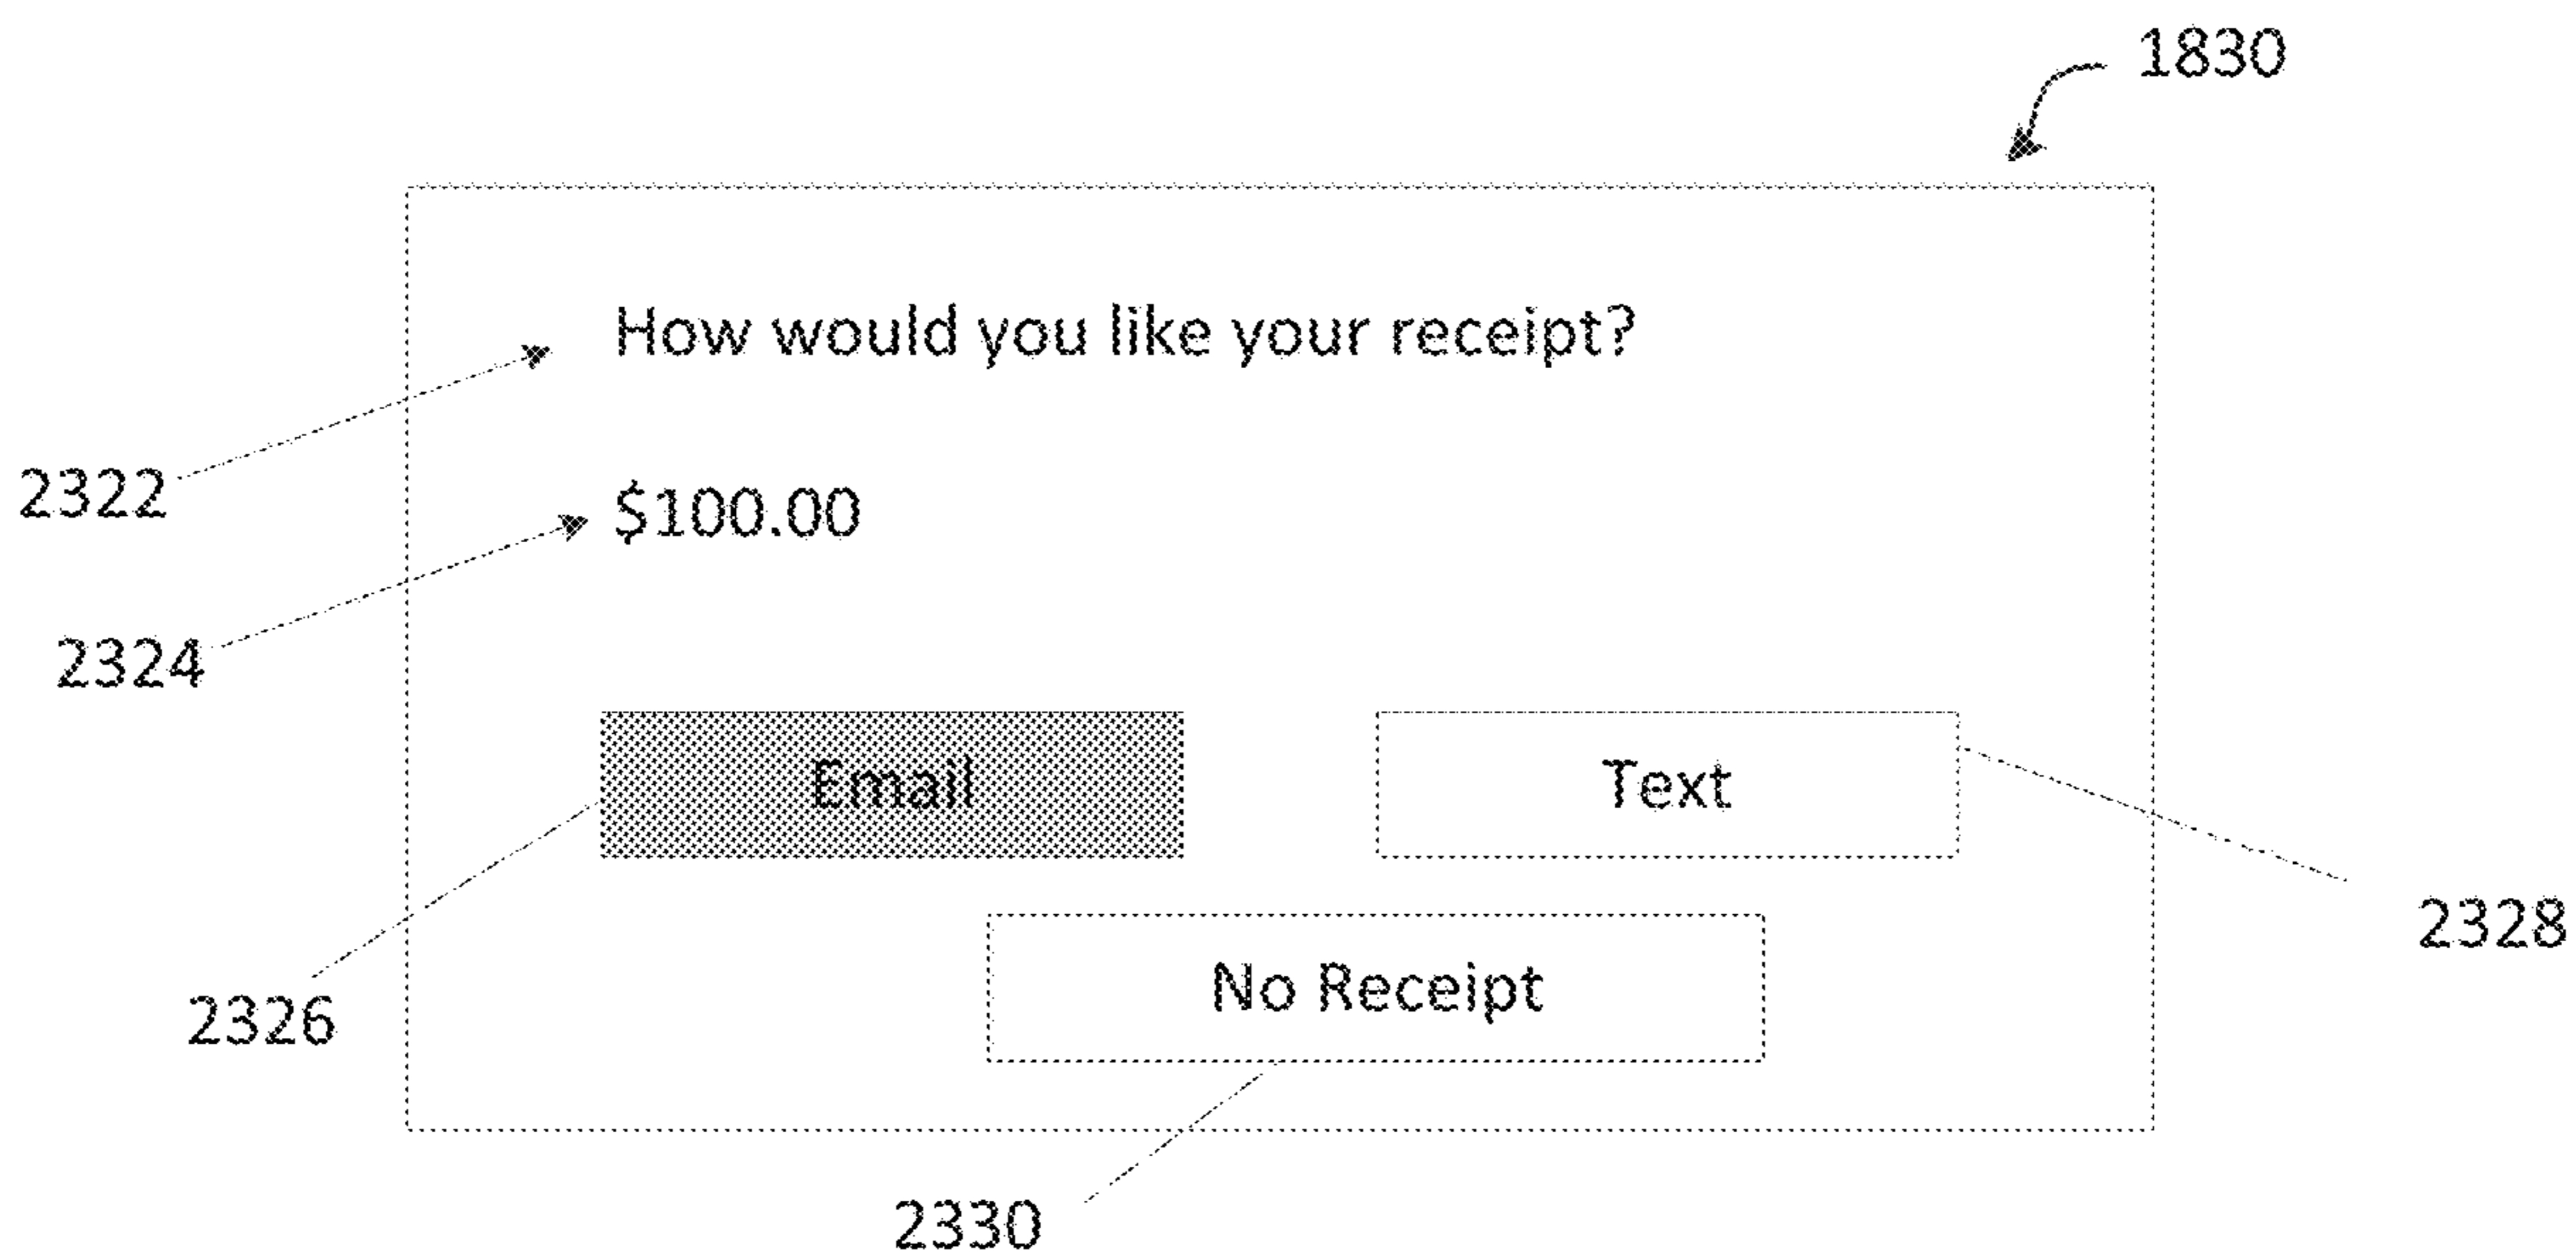 1830
How would you like your receipt?
2322
$100.00
2324
Email
Text
2328
No Receipt
2326
2330